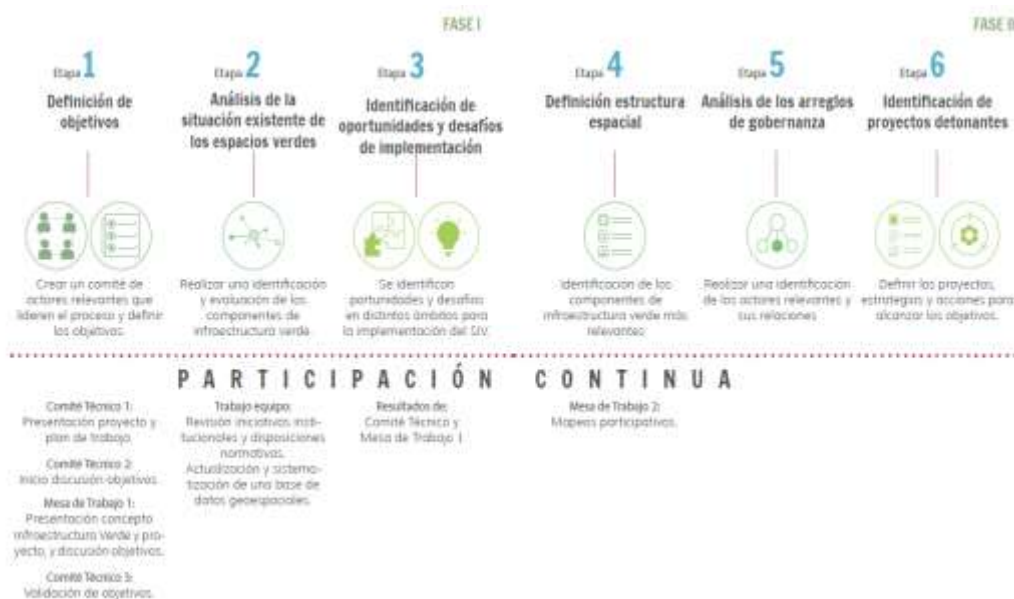 FASE I
FASE II
Etapa 1
Definición de
objetivos
Etapa 2
Análisis de la
situación existente de
los espacios verdes
Etapa 3
Identificación de
oportunidades y desafíos
de implementación
Etapa 4
Definición estructura
espacial
Etapa 5
Análisis de los arreglos
de gobernanza
Etapa 6
Identificación de
proyectos detonantes
Crear un comité de
actores relevantes que
lideren el proceso y definir
los objetivos.
Realizar una identificación
y evaluación de los
componentes de
infraestructura verde
Se identifican
portunidades y desafíos
en distintos ámbitos para
la implementación del SIV.
Identificación de los
componentes de
infraestructura verde más
relevantes
Realizar una identificación
de los actores relevantes y
sus relaciones
Definir los proyectos,
estrategias y acciones para
alcanzar los objetivos.
PARTICIPACIÓN CONTINUA
Comité Técnico 1:
Presentación proyecto y
plan de trabajo.
Comité Técnico 2:
Inicio discusión objetivos.
Mesa de Trabajo 1:
Presentación concepto
Infraestructura Verde y pro-
yecto, y discusión objetivos.
Comité Técnico 3:
Validación de objetivos.
Trabajo equipo:
Revisión iniciativas insti-
tucionales y disposiciones
normativas.
Actualización y sistema-
tización de una base de
datos geoespaciales.
Resultados de:
Comité Técnico y
Mesa de Trabajo 1
Mesa de Trabajo 2:
Mapeos participativos.